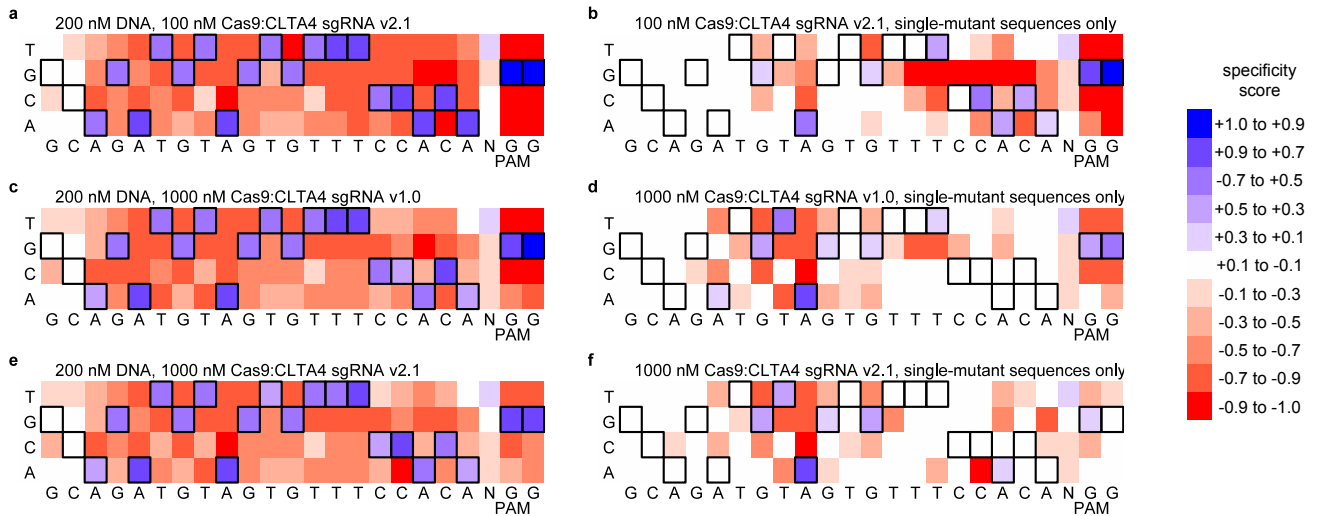 a
200 nM DNA, 100 nM Cas9:CLTA4 sgRNA v2.1
T
G
C
A
G C A G A T G T A G T G T T T C C A C A N G G
PAM
b
100 nM Cas9:CLTA4 sgRNA v2.1, single-mutant sequences only
T
G
C
A
G C A G A T G T A G T G T T T C C A C A N G G
PAM
c
200 nM DNA, 1000 nM Cas9:CLTA4 sgRNA v1.0
T
G
C
A
G C A G A T G T A G T G T T T C C A C A N G G
PAM
d
1000 nM Cas9:CLTA4 sgRNA v1.0, single-mutant sequences only
T
G
C
A
G C A G A T G T A G T G T T T C C A C A N G G
PAM
e
200 nM DNA, 1000 nM Cas9:CLTA4 sgRNA v2.1
T
G
C
A
G C A G A T G T A G T G T T T C C A C A N G G
PAM
f
1000 nM Cas9:CLTA4 sgRNA v2.1, single-mutant sequences only
T
G
C
A
G C A G A T G T A G T G T T T C C A C A N G G
PAM
specificity
score
+1.0 to +0.9
+0.9 to +0.7
-0.7 to +0.5
+0.5 to +0.3
+0.3 to +0.1
+0.1 to -0.1
-0.1 to -0.3
-0.3 to -0.5
-0.5 to -0.7
-0.7 to -0.9
-0.9 to -1.0